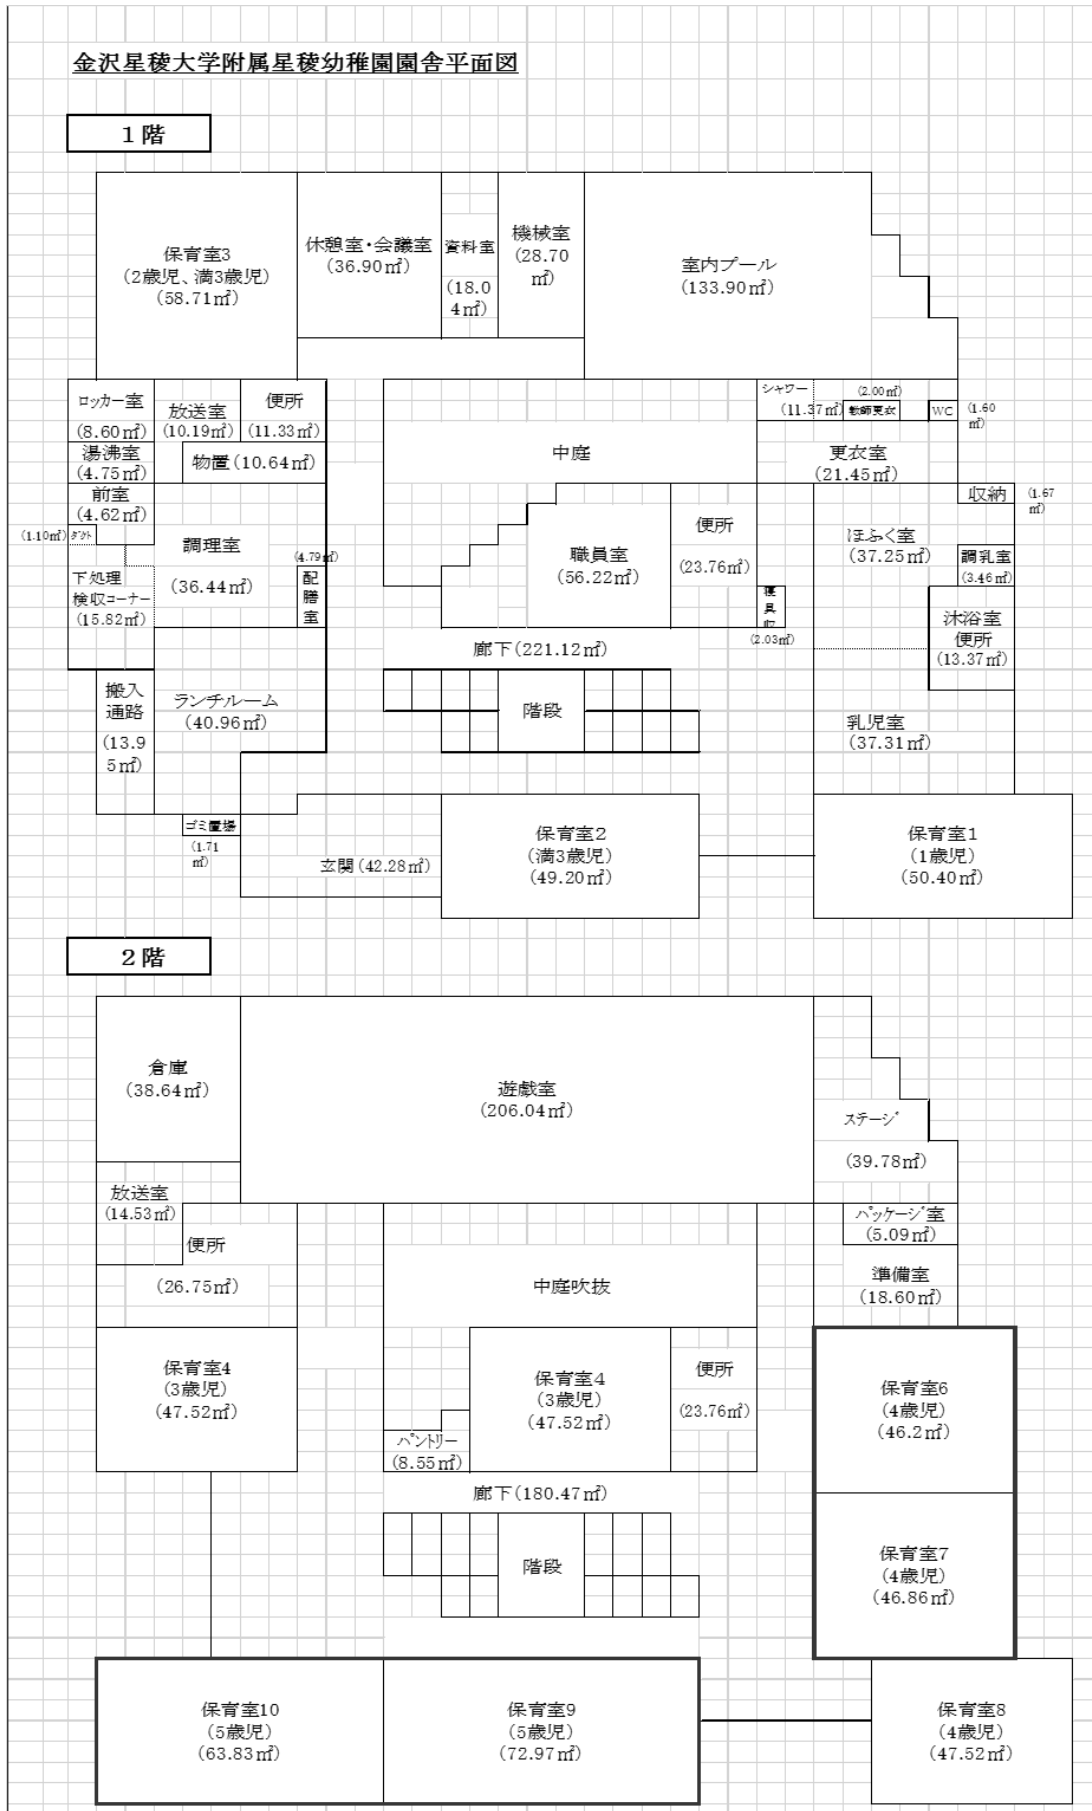 金沢星稜大学附属星稜幼稚園園舎平面図
1階
保育室3
(2歳児、満3歳児)
(58.71㎡)
休憩室・会議室
(36.90㎡)
資料室
(18.0
4㎡)
機械室
(28.70
㎡)
室内プール
(133.90㎡)
ロッカー室
(8.60㎡)
放送室
(10.19㎡)
便所
(11.33㎡)
湯沸室
(4.75㎡)
物置(10.64㎡)
前室
(4.62㎡)
(1.10㎡)
ダクト
調理室
(36.44㎡)
(4.79㎡)
配
膳
室
下処理
検収コーナー
(15.82㎡)
中庭
シャワー
(11.37㎡)
(2.00㎡)
教師更衣
WC
(1.60
㎡)
更衣室
(21.45㎡)
収納
(1.67
㎡)
職員室
(56.22㎡)
便所
(23.76㎡)
ほふく室
(37.25㎡)
調乳室
(3.46㎡)
寝
具
収
(2.03㎡)
沐浴室
便所
(13.37㎡)
廊下(221.12㎡)
搬入
通路
(13.9
5㎡)
ランチルーム
(40.96㎡)
階段
乳児室
(37.31㎡)
ゴミ置場
(1.71
㎡)
玄関(42.28㎡)
保育室2
(満3歳児)
(49.20㎡)
保育室1
(1歳児)
(50.40㎡)
2階
倉庫
(38.64㎡)
遊戯室
(206.04㎡)
ステージ
(39.78㎡)
放送室
(14.53㎡)
便所
(26.75㎡)
中庭吹抜
パッケージ室
(5.09㎡)
準備室
(18.60㎡)
保育室4
(3歳児)
(47.52㎡)
保育室4
(3歳児)
(47.52㎡)
便所
(23.76㎡)
パントリー
(8.55㎡)
保育室6
(4歳児)
(46.2㎡)
廊下(180.47㎡)
階段
保育室7
(4歳児)
(46.86㎡)
保育室10
(5歳児)
(63.83㎡)
保育室9
(5歳児)
(72.97㎡)
保育室8
(4歳児)
(47.52㎡)